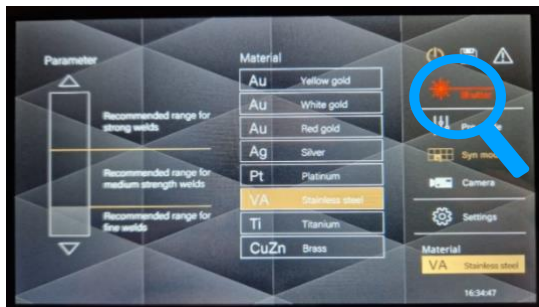 Parameter
Recommended range for
strong welds
Recommended range for
medium strength welds
Recommended range for
fine welds
Material
Au Yellow gold
Au White gold
Au Red gold
Ag Silver
Pt Platinum
VA Stainless steel
Ti Titanium
CuZn Brass
Shutter
Syn
Camera
Settings
Material
VA Stainless steel
16:34:47